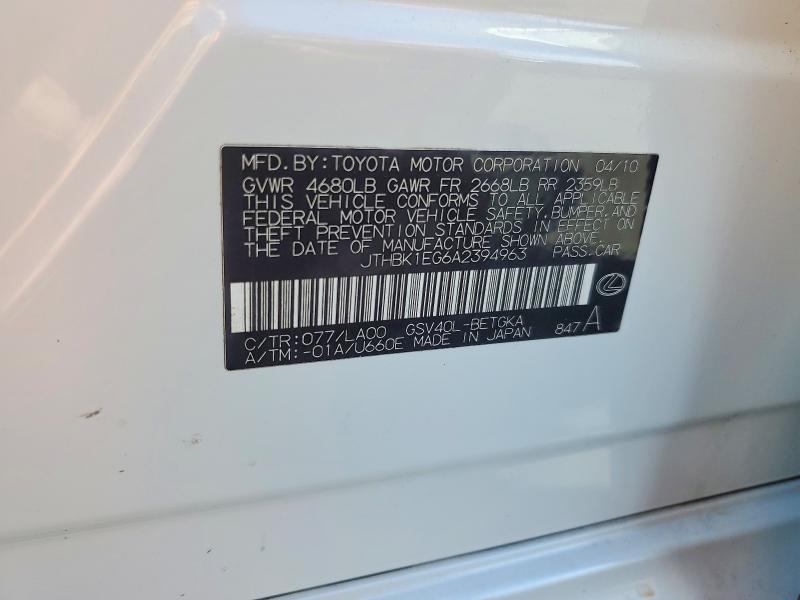 MFD.BY:TOYOTA MOTOR CORPORATION 04/10
GVWR 4680LB GAWR FR 2668LB RR 2359LB
THIS VEHICLE CONFORMS TO ALL APPLICABLE
FEDERAL MOTOR VEHICLE SAFETY,BUMPER,AND
THEFT PREVENTION STANDARDS IN EFFECT ON
THE DATE OF MANUFACTURE SHOWN ABOVE.
JTHBK1EG6A2394963 PASS.CAR
C/TR:077/LA00 GSV40L-BETGKA
A/TM:-01A/U660E MADE IN JAPAN 847 A